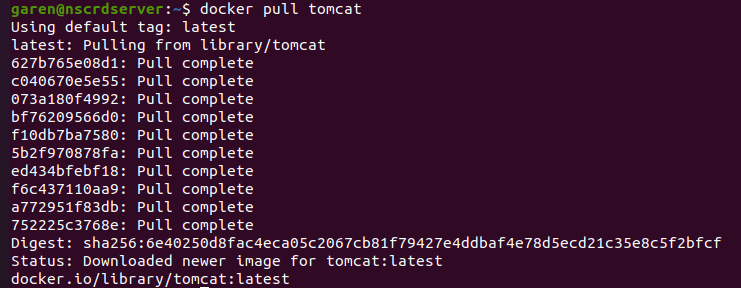 garen@nscrdserver:~$ docker pull tomcat
Using default tag: latest
latest: Pulling from library/tomcat
627b765e08d1: Pull complete
c040670e5e55: Pull complete
073a180f4992: Pull complete
bf76209566d0: Pull complete
f10db7ba7580: Pull complete
5b2f970878fa: Pull complete
ed434bfebf18: Pull complete
f6c437110aa9: Pull complete
a772951f83db: Pull complete
752225c3768e: Pull complete
Digest: sha256:6e40250d8fac4eca05c2067cb81f79427e4ddbaf4e78d5ecd21c35e8c5f2bfcf
Status: Downloaded newer image for tomcat:latest
docker.io/library/tomcat:latest